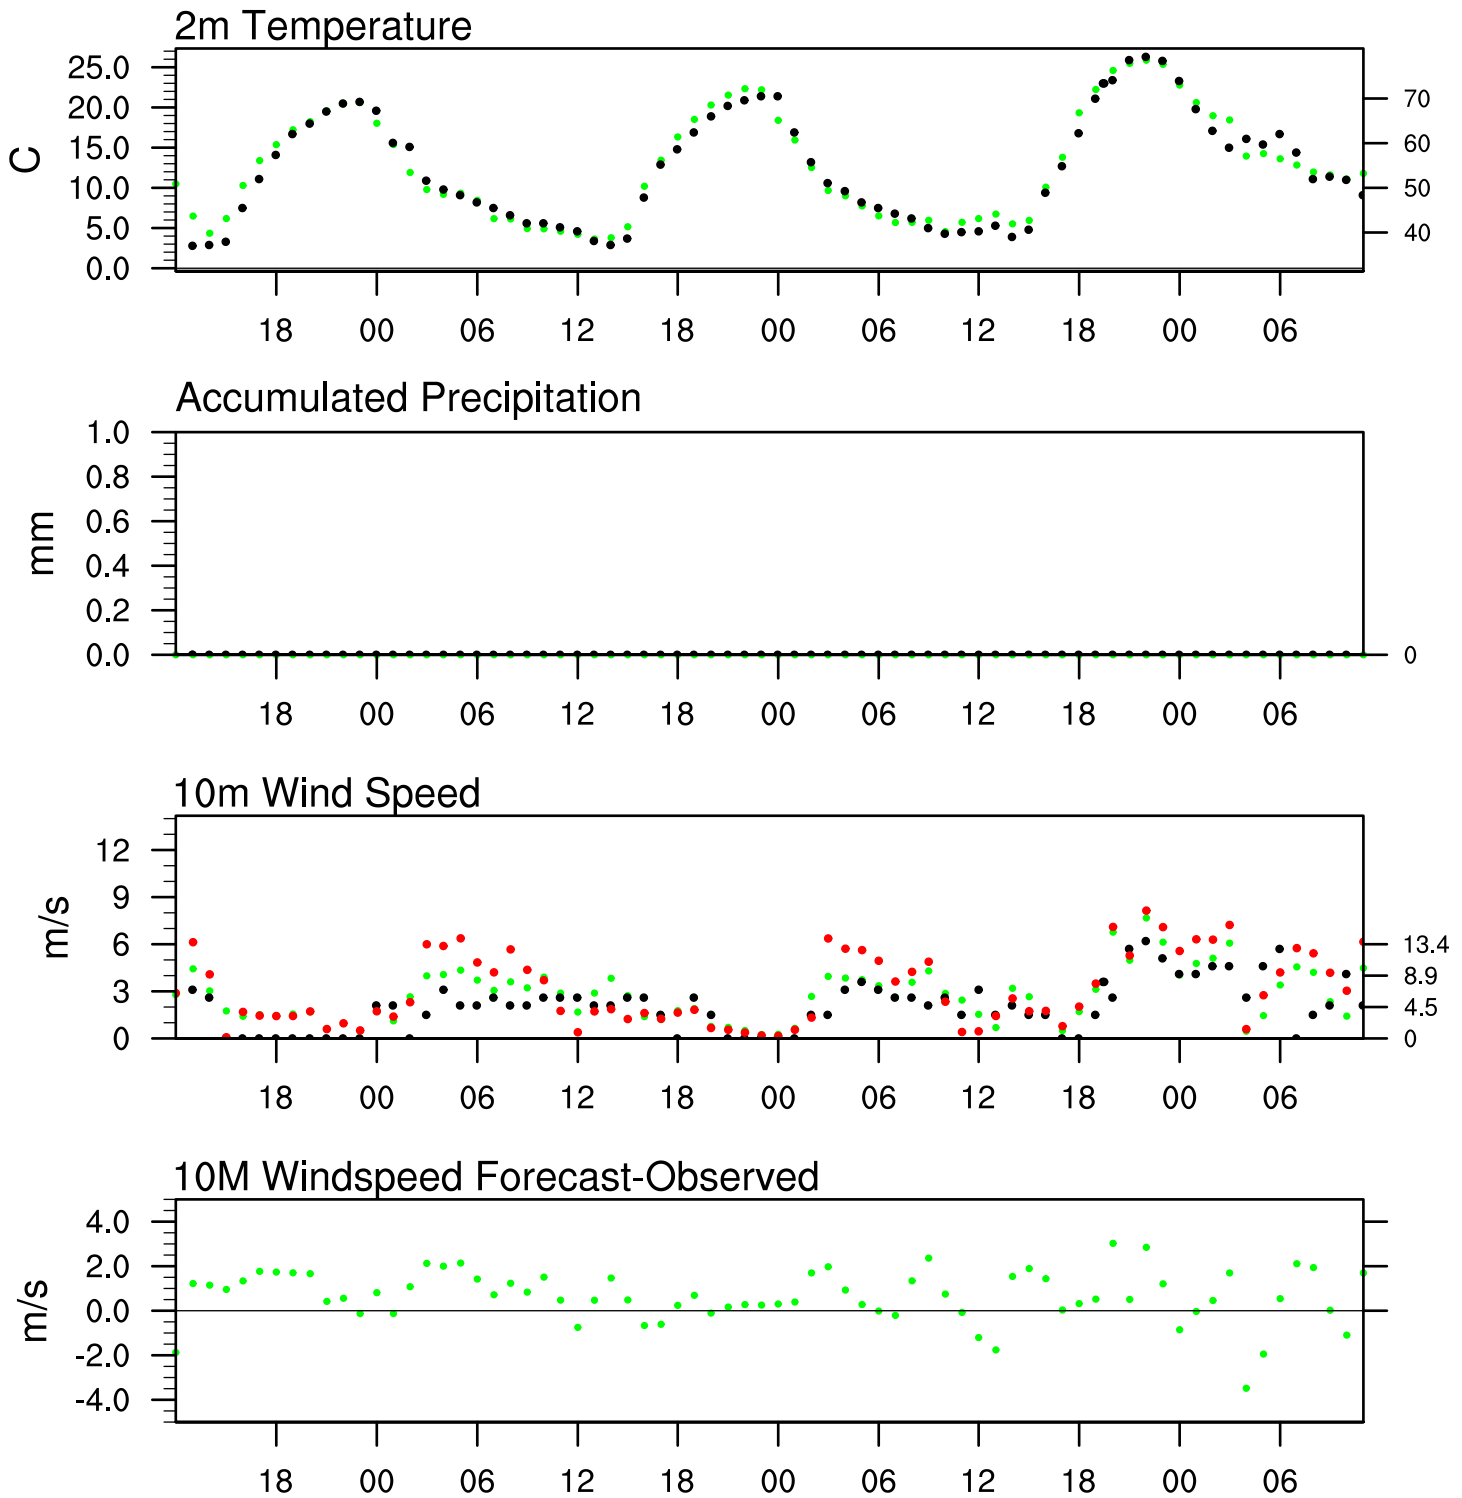 2m Temperature
25.0
20.0
15.0
10.0
5.0
0.0
C
70
60
50
40
18 00 06 12 18 00 06 12 18 00 06
Accumulated Precipitation
1.0
0.8
0.6
0.4
0.2
0.0
mm
0
18 00 06 12 18 00 06 12 18 00 06
10m Wind Speed
12
9
6
3
0
m/s
13.4
8.9
4.5
0
18 00 06 12 18 00 06 12 18 00 06
10M Windspeed Forecast-Observed
4.0
2.0
0.0
-2.0
-4.0
m/s
18 00 06 12 18 00 06 12 18 00 06